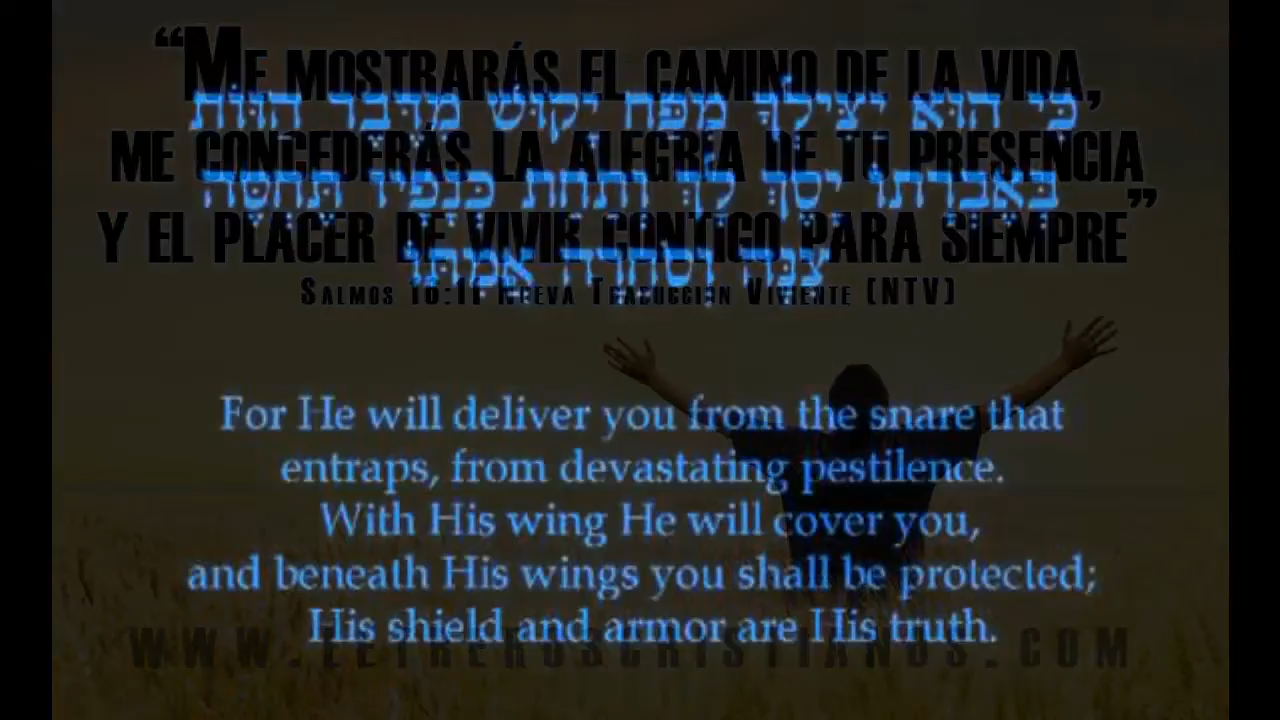 “Me mostrarás el camino de la vida,
me concederás la alegría de tu presencia
y el placer de vivir contigo para siempre”
Salmos 16:11 Nueva Traducción Viviente (NTV)
כִּי הוּא יַצִּילְךָ מִפַּח יָקוּשׁ מִדֶּבֶר הַוּוֹת
בְּאֶבְרָתוֹ יָסֶךְ לָךְ וְתַחַת כְּנָפָיו תֶּחְסֶה
צִנָּה וְסֹחֵרָה אֲמִתּוֹ
For He will deliver you from the snare that
entraps, from devastating pestilence.
With His wing He will cover you,
and beneath His wings you shall be protected;
His shield and armor are His truth.
WWW.LETREROSCRISTIANOS.COM